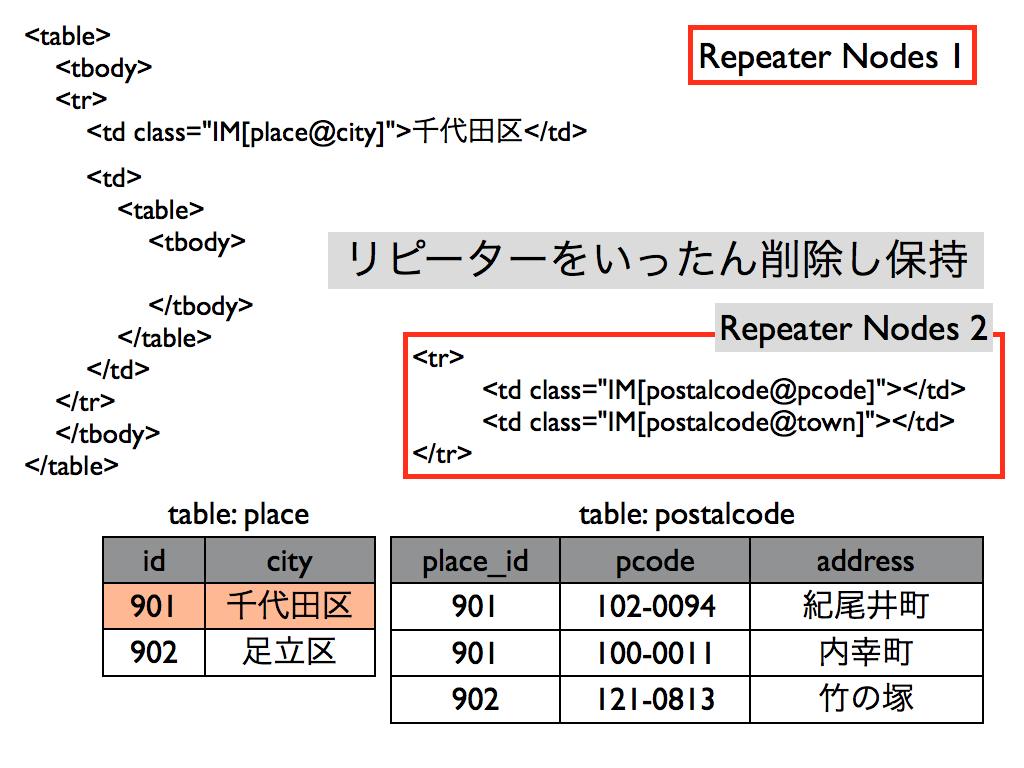 <table>
<tbody>
<tr>
<td class="IM[place@city]">千代田区</td>
<td>
<table>
<tbody>
</tbody>
</table>
</td>
</tr>
</tbody>
</table>
Repeater Nodes 1
リピーターをいったん削除し保持
Repeater Nodes 2
<tr>
<td class="IM[postalcode@pcode]"></td>
<td class="IM[postalcode@town]"></td>
</tr>
table: place
id city
901 千代田区
902 足立区
table: postalcode
place_id pcode address
901 102-0094 紀尾井町
901 100-0011 内幸町
902 121-0813 竹の塚